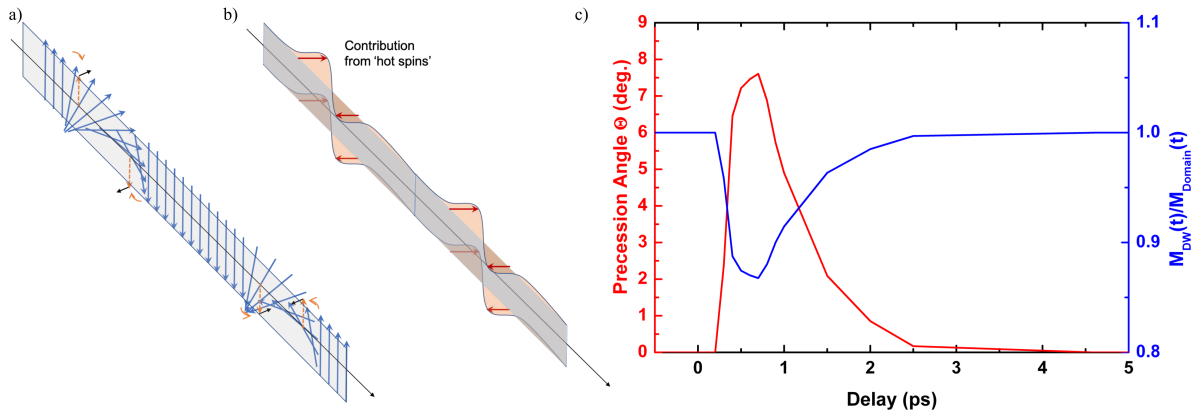 a)
b)
c)
Contribution
from ‘hot spins’
Precession Angle Θ (deg.)
9
8
7
6
5
4
3
2
1
0
0
1
2
3
4
5
Delay (ps)
1.1
1.0
0.9
0.8
M_DW(t)/M_Domain(t)